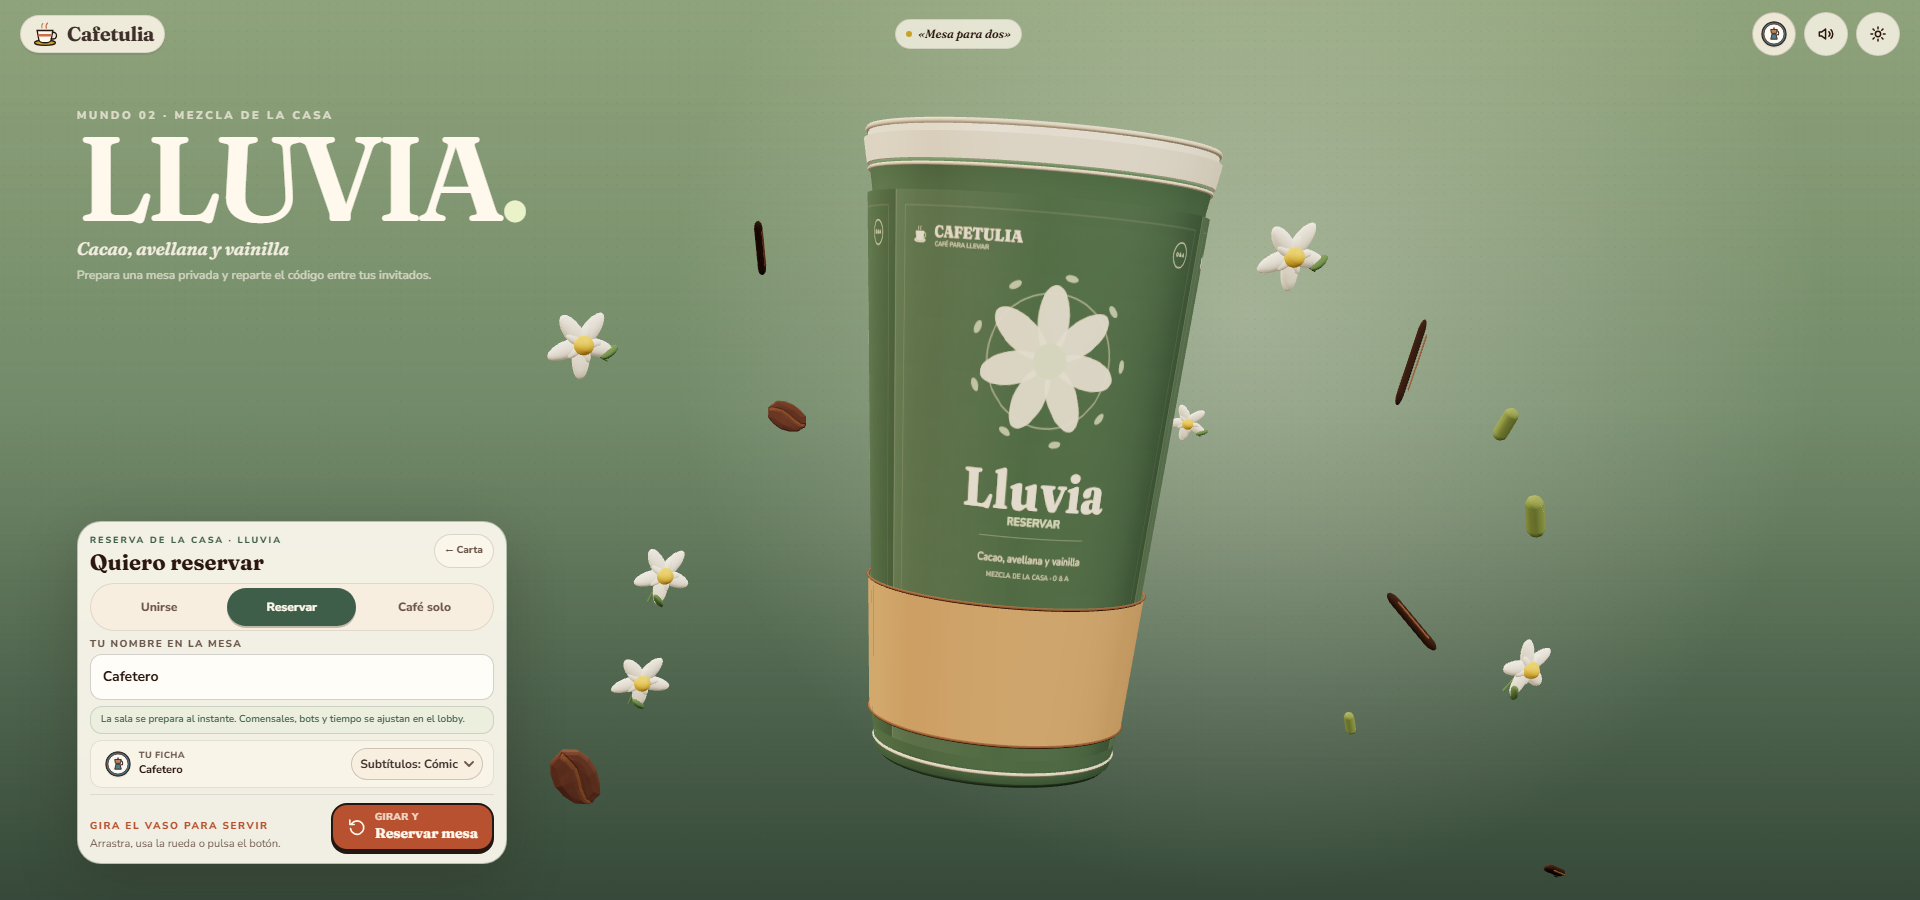 Cafetulia
«Mesa para dos»
MUNDO 02 · MEZCLA DE LA CASA
LLUVIA.
Cacao, avellana y vainilla
Prepara una mesa privada y reparte el código entre tus invitados.
CAFETULIA
CAFÉ PARA LLEVAR
Lluvia
RESERVAR
Cacao, avellana y vainilla
MEZCLA DE LA CASA · O & A
RESERVA DE LA CASA · LLUVIA
Quiero reservar
← Carta
Unirse
Reservar
Café solo
TU NOMBRE EN LA MESA
Cafetero
La sala se prepara al instante. Comensales, bots y tiempo se ajustan en el lobby.
TU FICHA
Cafetero
Subtítulos: Cómic
GIRA EL VASO PARA SERVIR
Arrastra, usa la rueda o pulsa el botón.
GIRAR Y
Reservar mesa